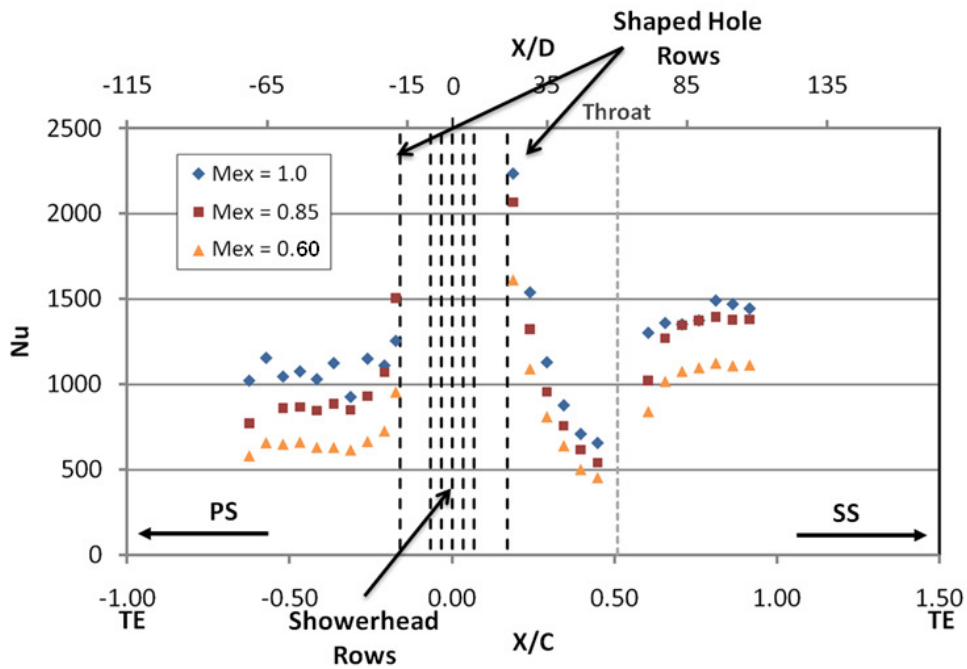 Shaped Hole
Rows
X/D
-115 -65 -15 0 35 85 135
Throat
2500
2000
1500
1000
500
0
Nu
Mex = 1.0
Mex = 0.85
Mex = 0.60
PS
SS
-1.00 -0.50 0.00 0.50 1.00 1.50
TE
TE
Showerhead
Rows
X/C